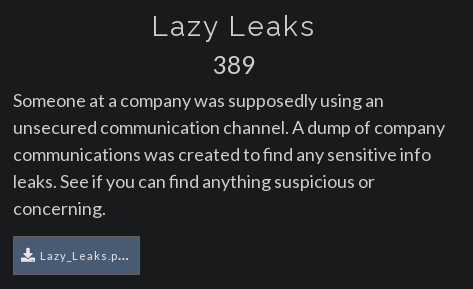 Lazy Leaks
389
Someone at a company was supposedly using an
unsecured communication channel. A dump of company
communications was created to find any sensitive info
leaks. See if you can find anything suspicious or
concerning.
Lazy_Leaks.p...